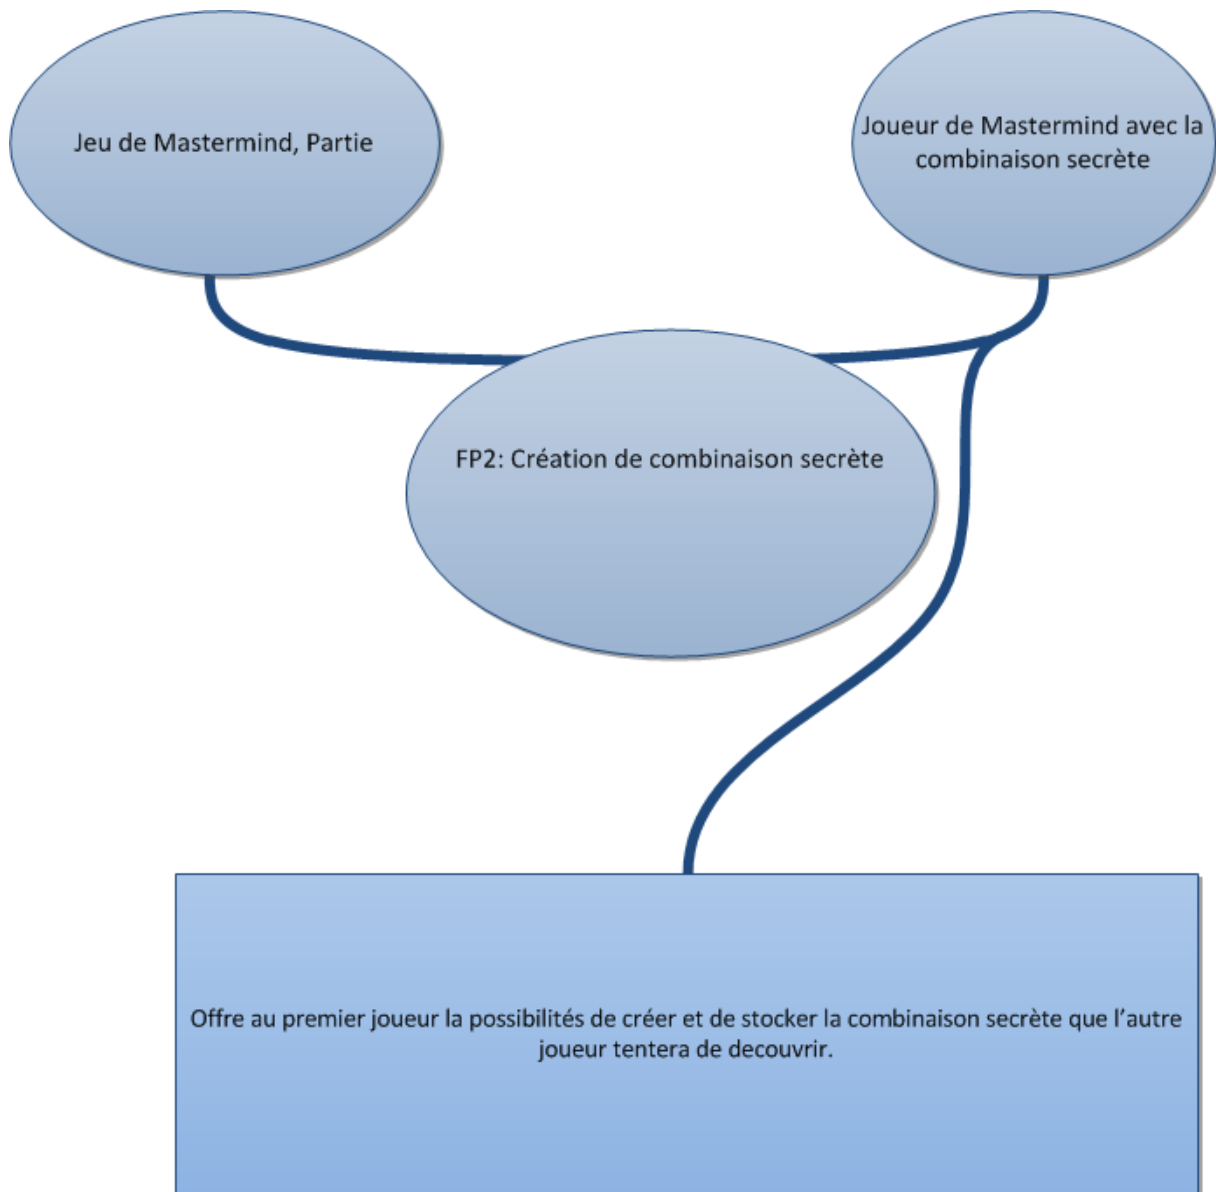 Jeu de Mastermind, Partie
Joueur de Mastermind avec la
combinaison secrète
FP2: Création de combinaison secrète
Offre au premier joueur la possibilités de créer et de stocker la combinaison secrète que l’autre
joueur tentera de decouvrir.